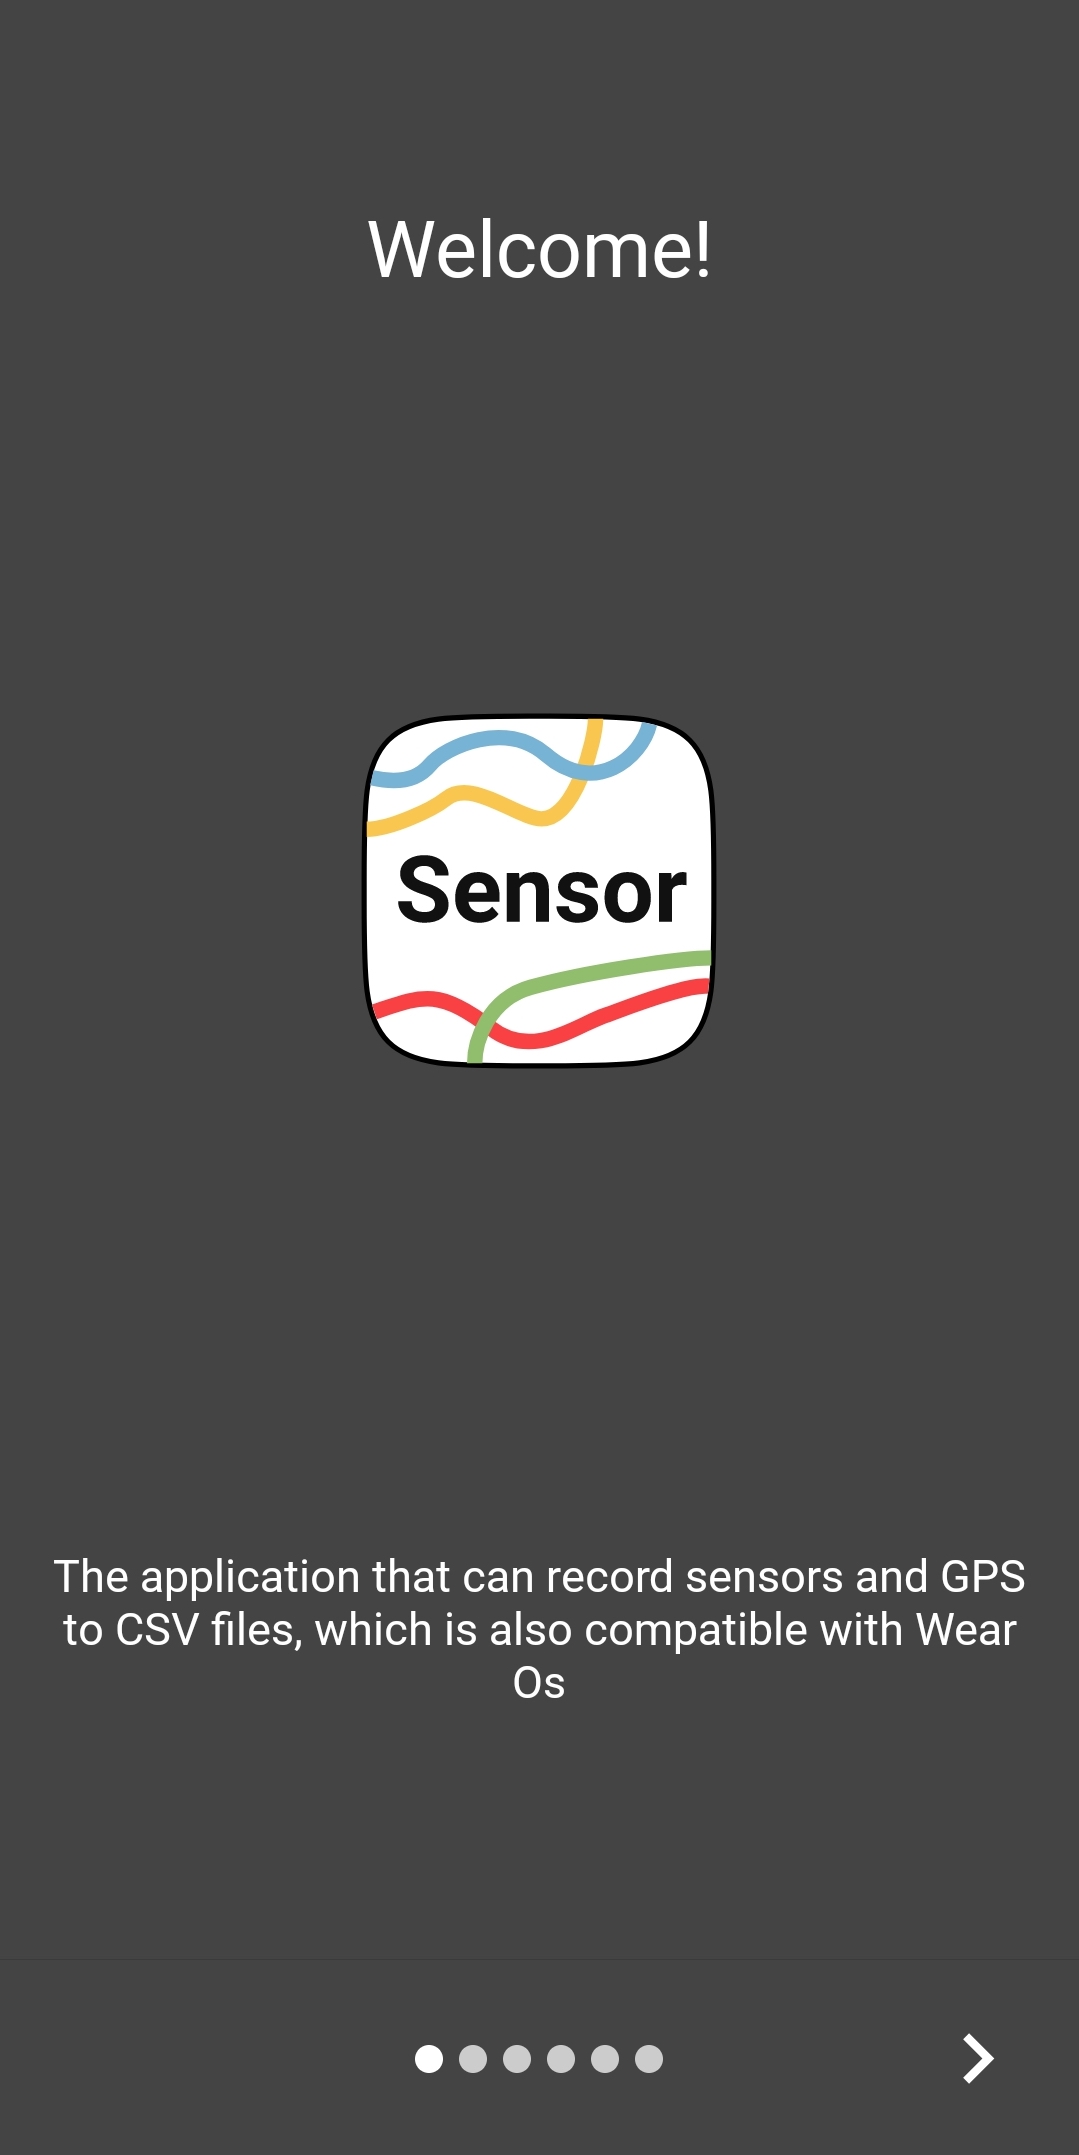 Welcome!
Sensor
The application that can record sensors and GPS
to CSV files, which is also compatible with Wear
Os